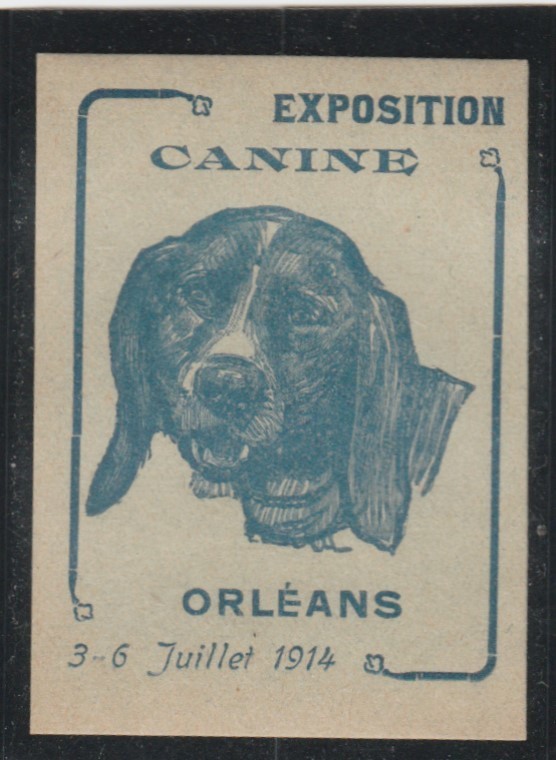 EXPOSITION
CANINE
ORLÉANS
3-6 Juillet 1914